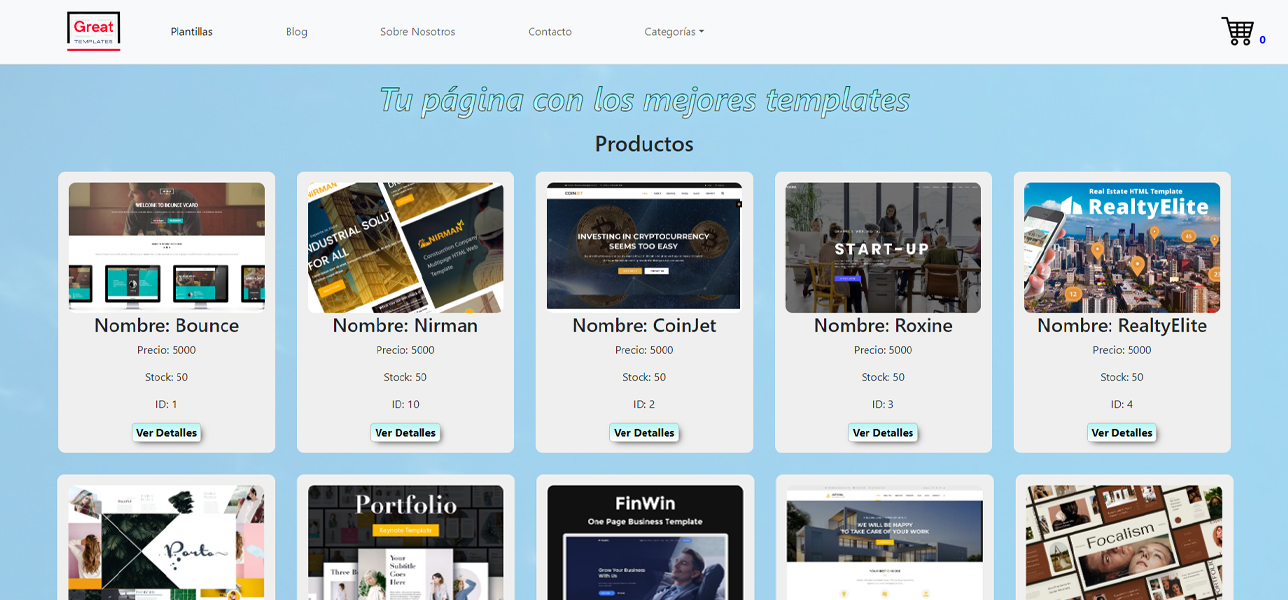 Great
TEMPLATES
Plantillas
Blog
Sobre Nosotros
Contacto
Categorías
0
Tu página con los mejores templates
Productos
WELCOME TO BOUNCE VCARD
Nombre: Bounce
Precio: 5000
Stock: 50
ID: 1
Ver Detalles
NIRMAN
INDUSTRIAL SOLUT
FOR ALL
NIRMAN
Construction Company
Multipage HTML Web
Template
Nombre: Nirman
Precio: 5000
Stock: 50
ID: 10
Ver Detalles
COINJET
INVESTING IN CRYPTOCURRENCY
SEEMS TOO EASY
Nombre: CoinJet
Precio: 5000
Stock: 50
ID: 2
Ver Detalles
START-UP
Nombre: Roxine
Precio: 5000
Stock: 50
ID: 3
Ver Detalles
Real Estate HTML Template
RealtyElite
45
12
Nombre: RealtyElite
Precio: 5000
Stock: 50
ID: 4
Ver Detalles
Porto
Portfolio
Keynote Template
Three B
Your
Subtitle
Goes
Here
FinWin
One Page Business Template
Grow Your Business
With Us
WE WILL BE HAPPY
TO TAKE CARE OF YOUR WORK
Focalism